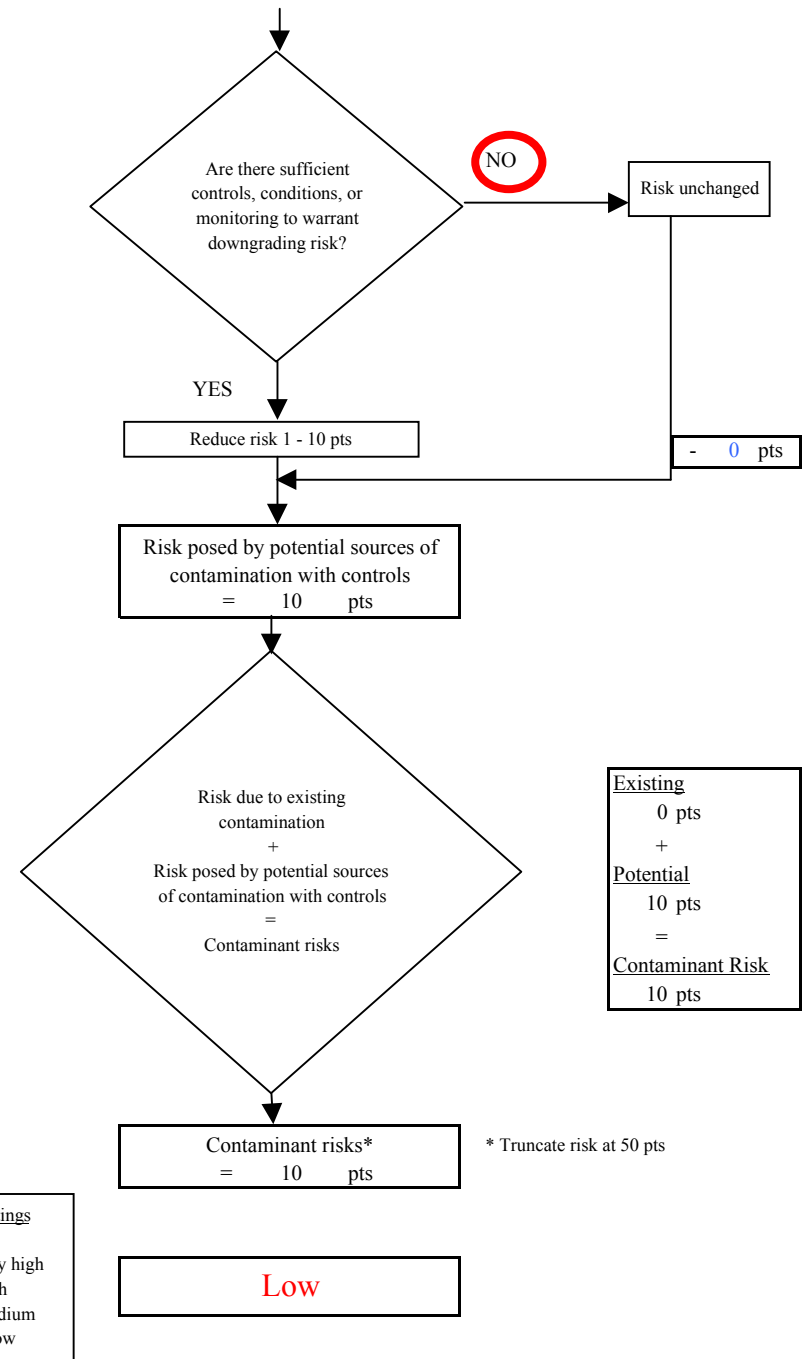 Are there sufficient
controls, conditions, or
monitoring to warrant
downgrading risk?
NO
Risk unchanged
YES
Reduce risk 1 - 10 pts
- 0 pts
Risk posed by potential sources of
contamination with controls
= 10 pts
Risk due to existing
contamination
+
Risk posed by potential sources
of contamination with controls
=
Contaminant risks
Existing
0 pts
+
Potential
10 pts
=
Contaminant Risk
10 pts
Contaminant risks*
= 10 pts
* Truncate risk at 50 pts
Low
high